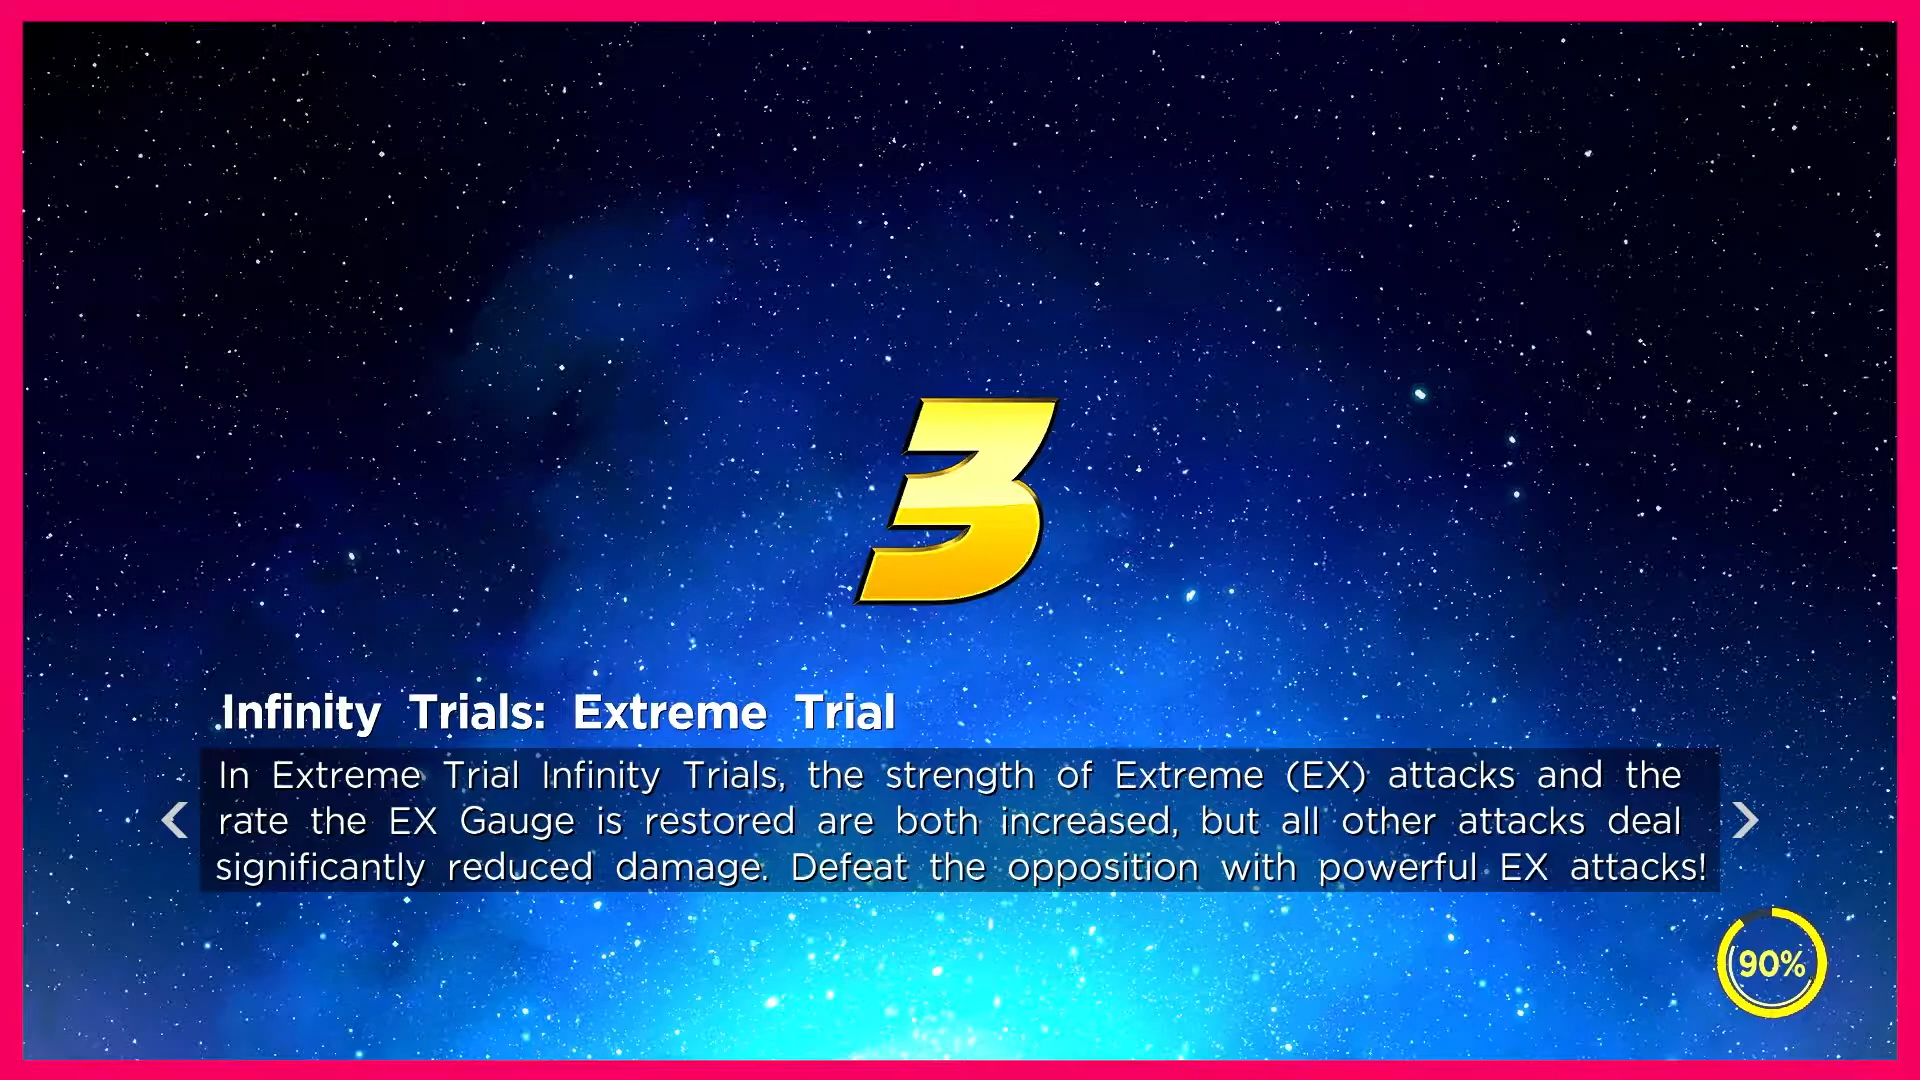 3
Infinity Trials: Extreme Trial
In Extreme Trial Infinity Trials, the strength of Extreme (EX) attacks and the
rate the EX Gauge is restored are both increased, but all other attacks deal
significantly reduced damage. Defeat the opposition with powerful EX attacks!
90%